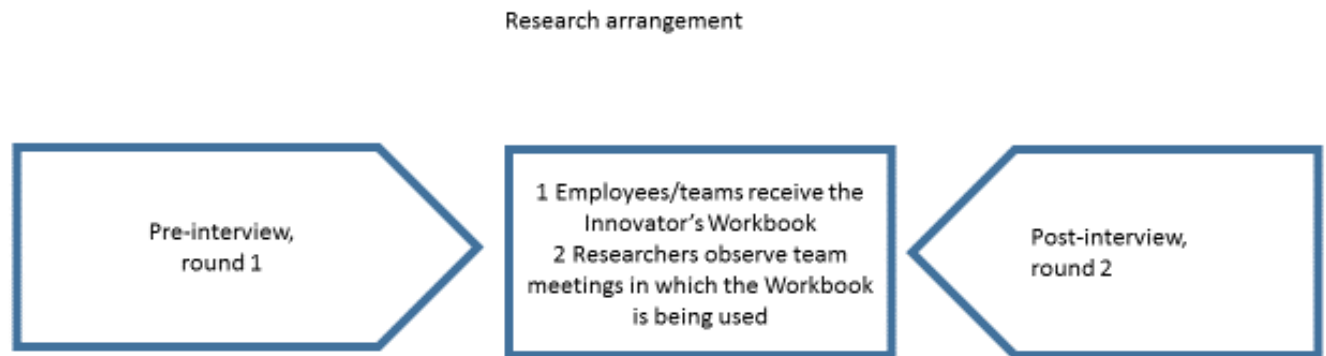 Research arrangement
Pre-interview,
round 1
1 Employees/teams receive the
Innovator's Workbook
2 Researchers observe team
meetings in which the Workbook
is being used
Post-interview,
round 2